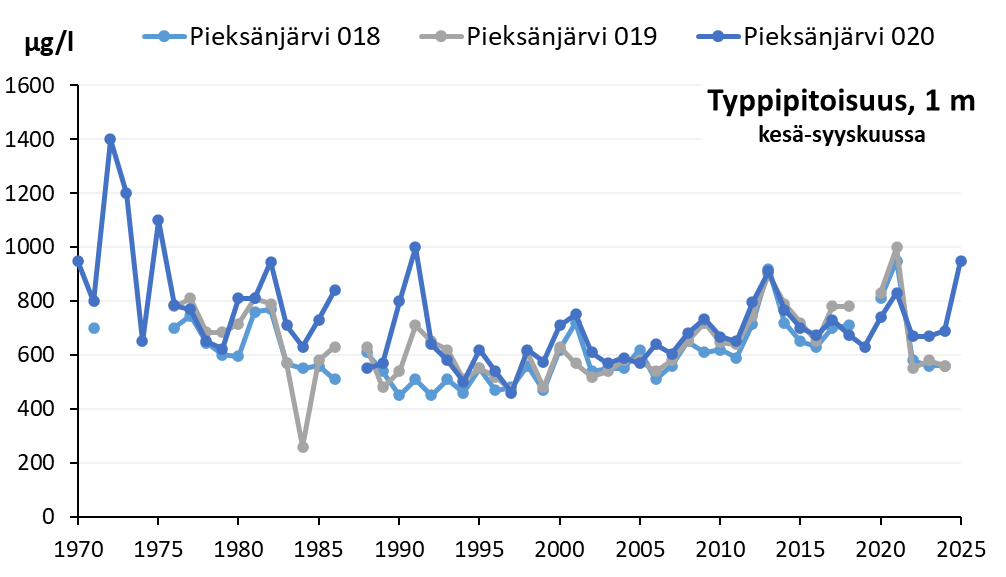 µg/l
Pieksänjärvi 018 Pieksänjärvi 019 Pieksänjärvi 020
Typpipitoisuus, 1 m
kesä-syyskuussa
1600
1400
1200
1000
800
600
400
200
0
1970 1975 1980 1985 1990 1995 2000 2005 2010 2015 2020 2025